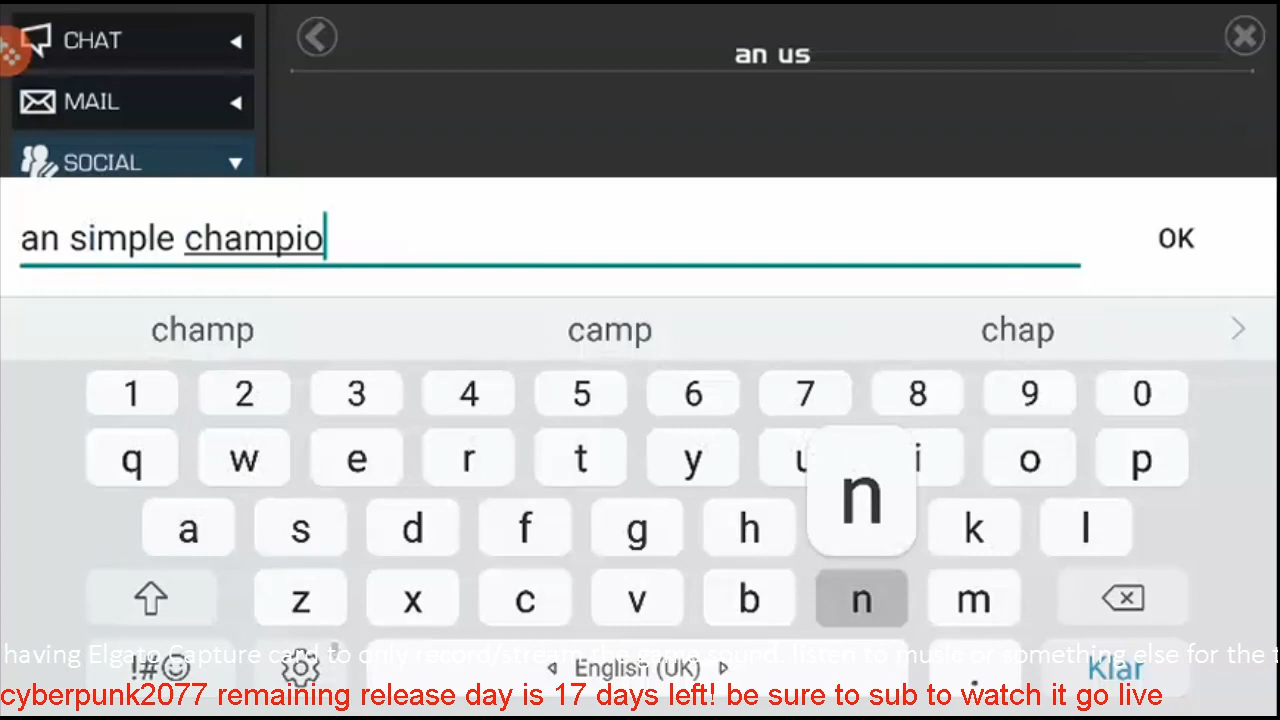 CHAT
MAIL
SOCIAL
an us
an simple champio
OK
champ camp chap
1 2 3 4 5 6 7 8 9 0
q w e r t y u i o p
a s d f g h n k l
z x c v b n m
!#☺ English (UK) . Klar
having Elgato Capture card to only record/stream the game sound. listen to music or something else for the
cyberpunk2077 remaining release day is 17 days left! be sure to sub to watch it go live